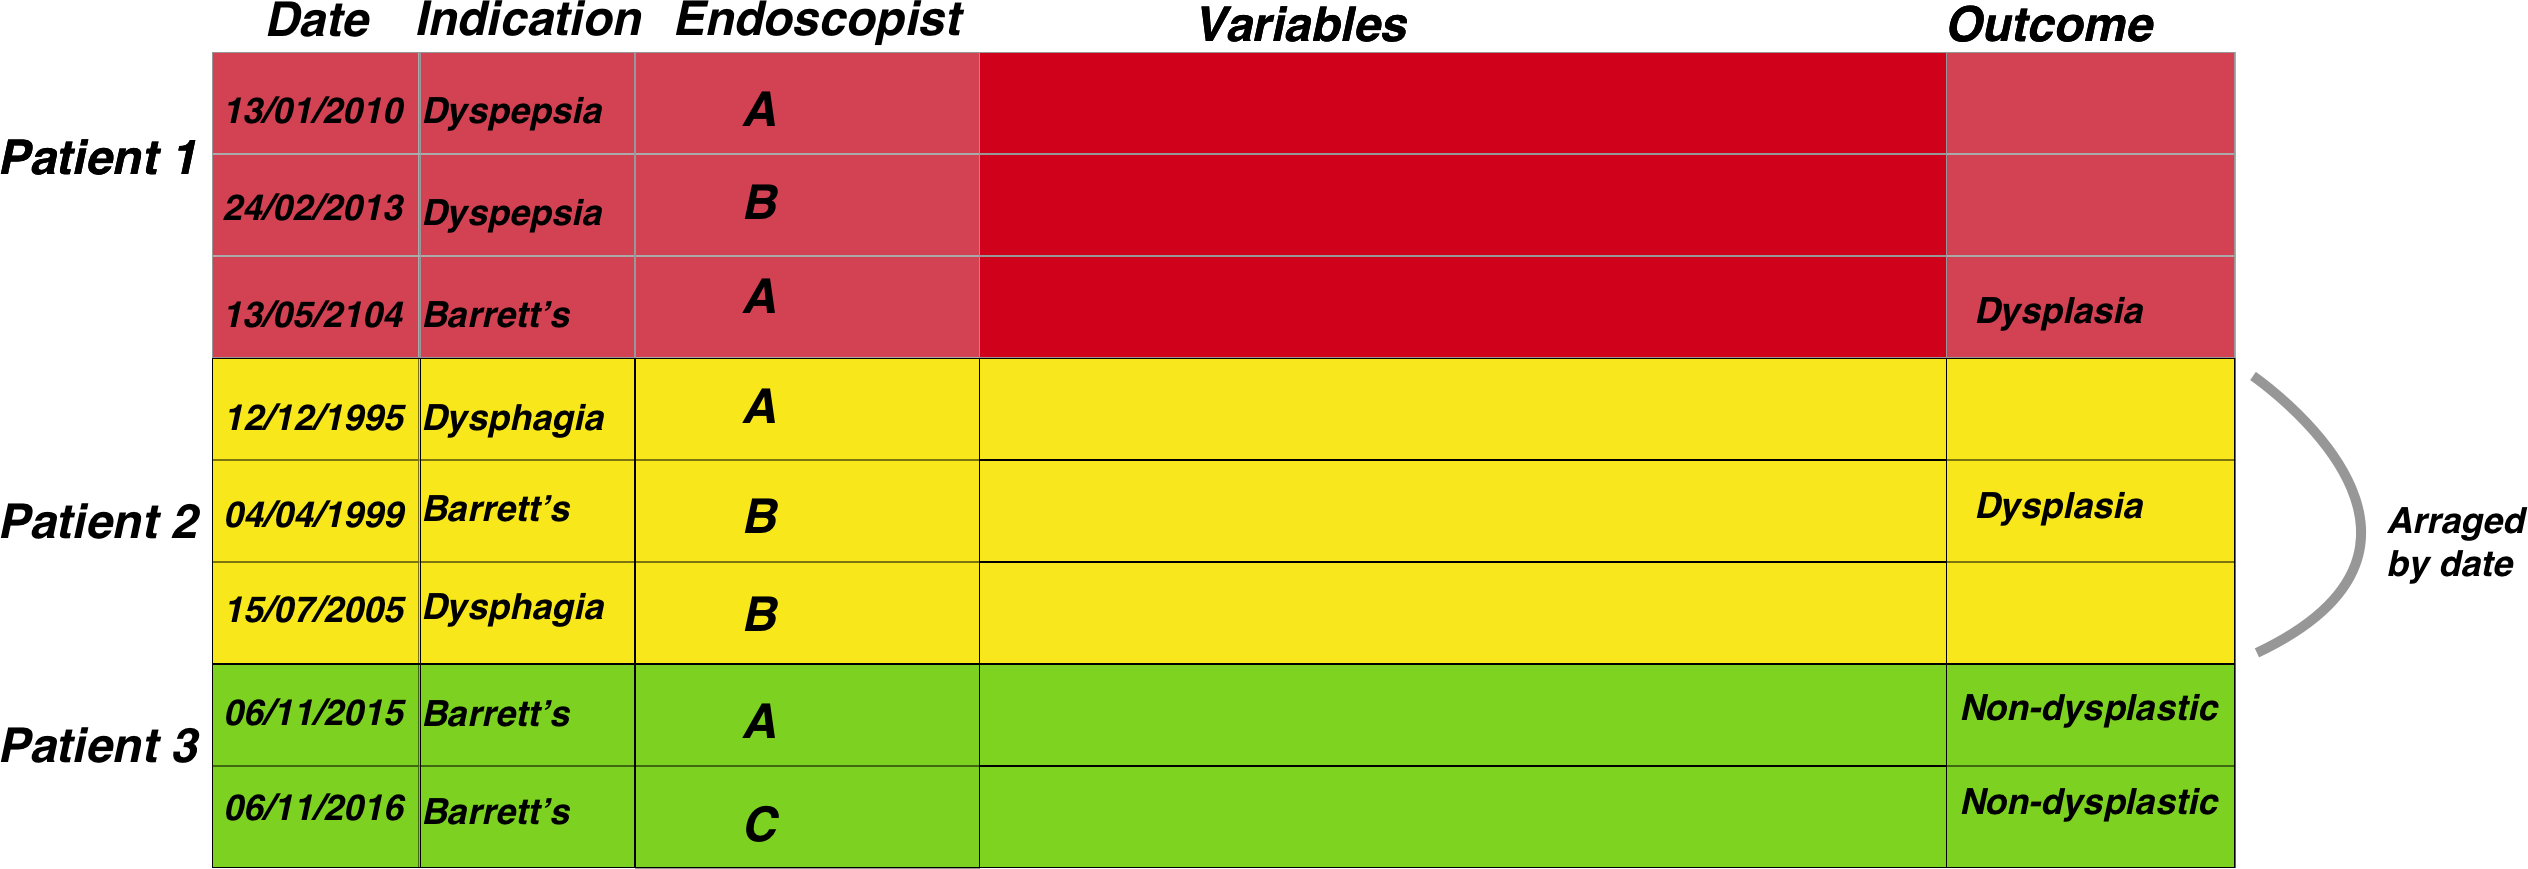 Date Indication Endoscopist Variables Outcome
Patient 1
13/01/2010 Dyspepsia A
24/02/2013 Dyspepsia B
13/05/2104 Barrett's A Dysplasia
Patient 2
12/12/1995 Dysphagia A
04/04/1999 Barrett's B Dysplasia
15/07/2005 Dysphagia B
Arraged
by date
Patient 3
06/11/2015 Barrett's A Non-dysplastic
06/11/2016 Barrett's C Non-dysplastic